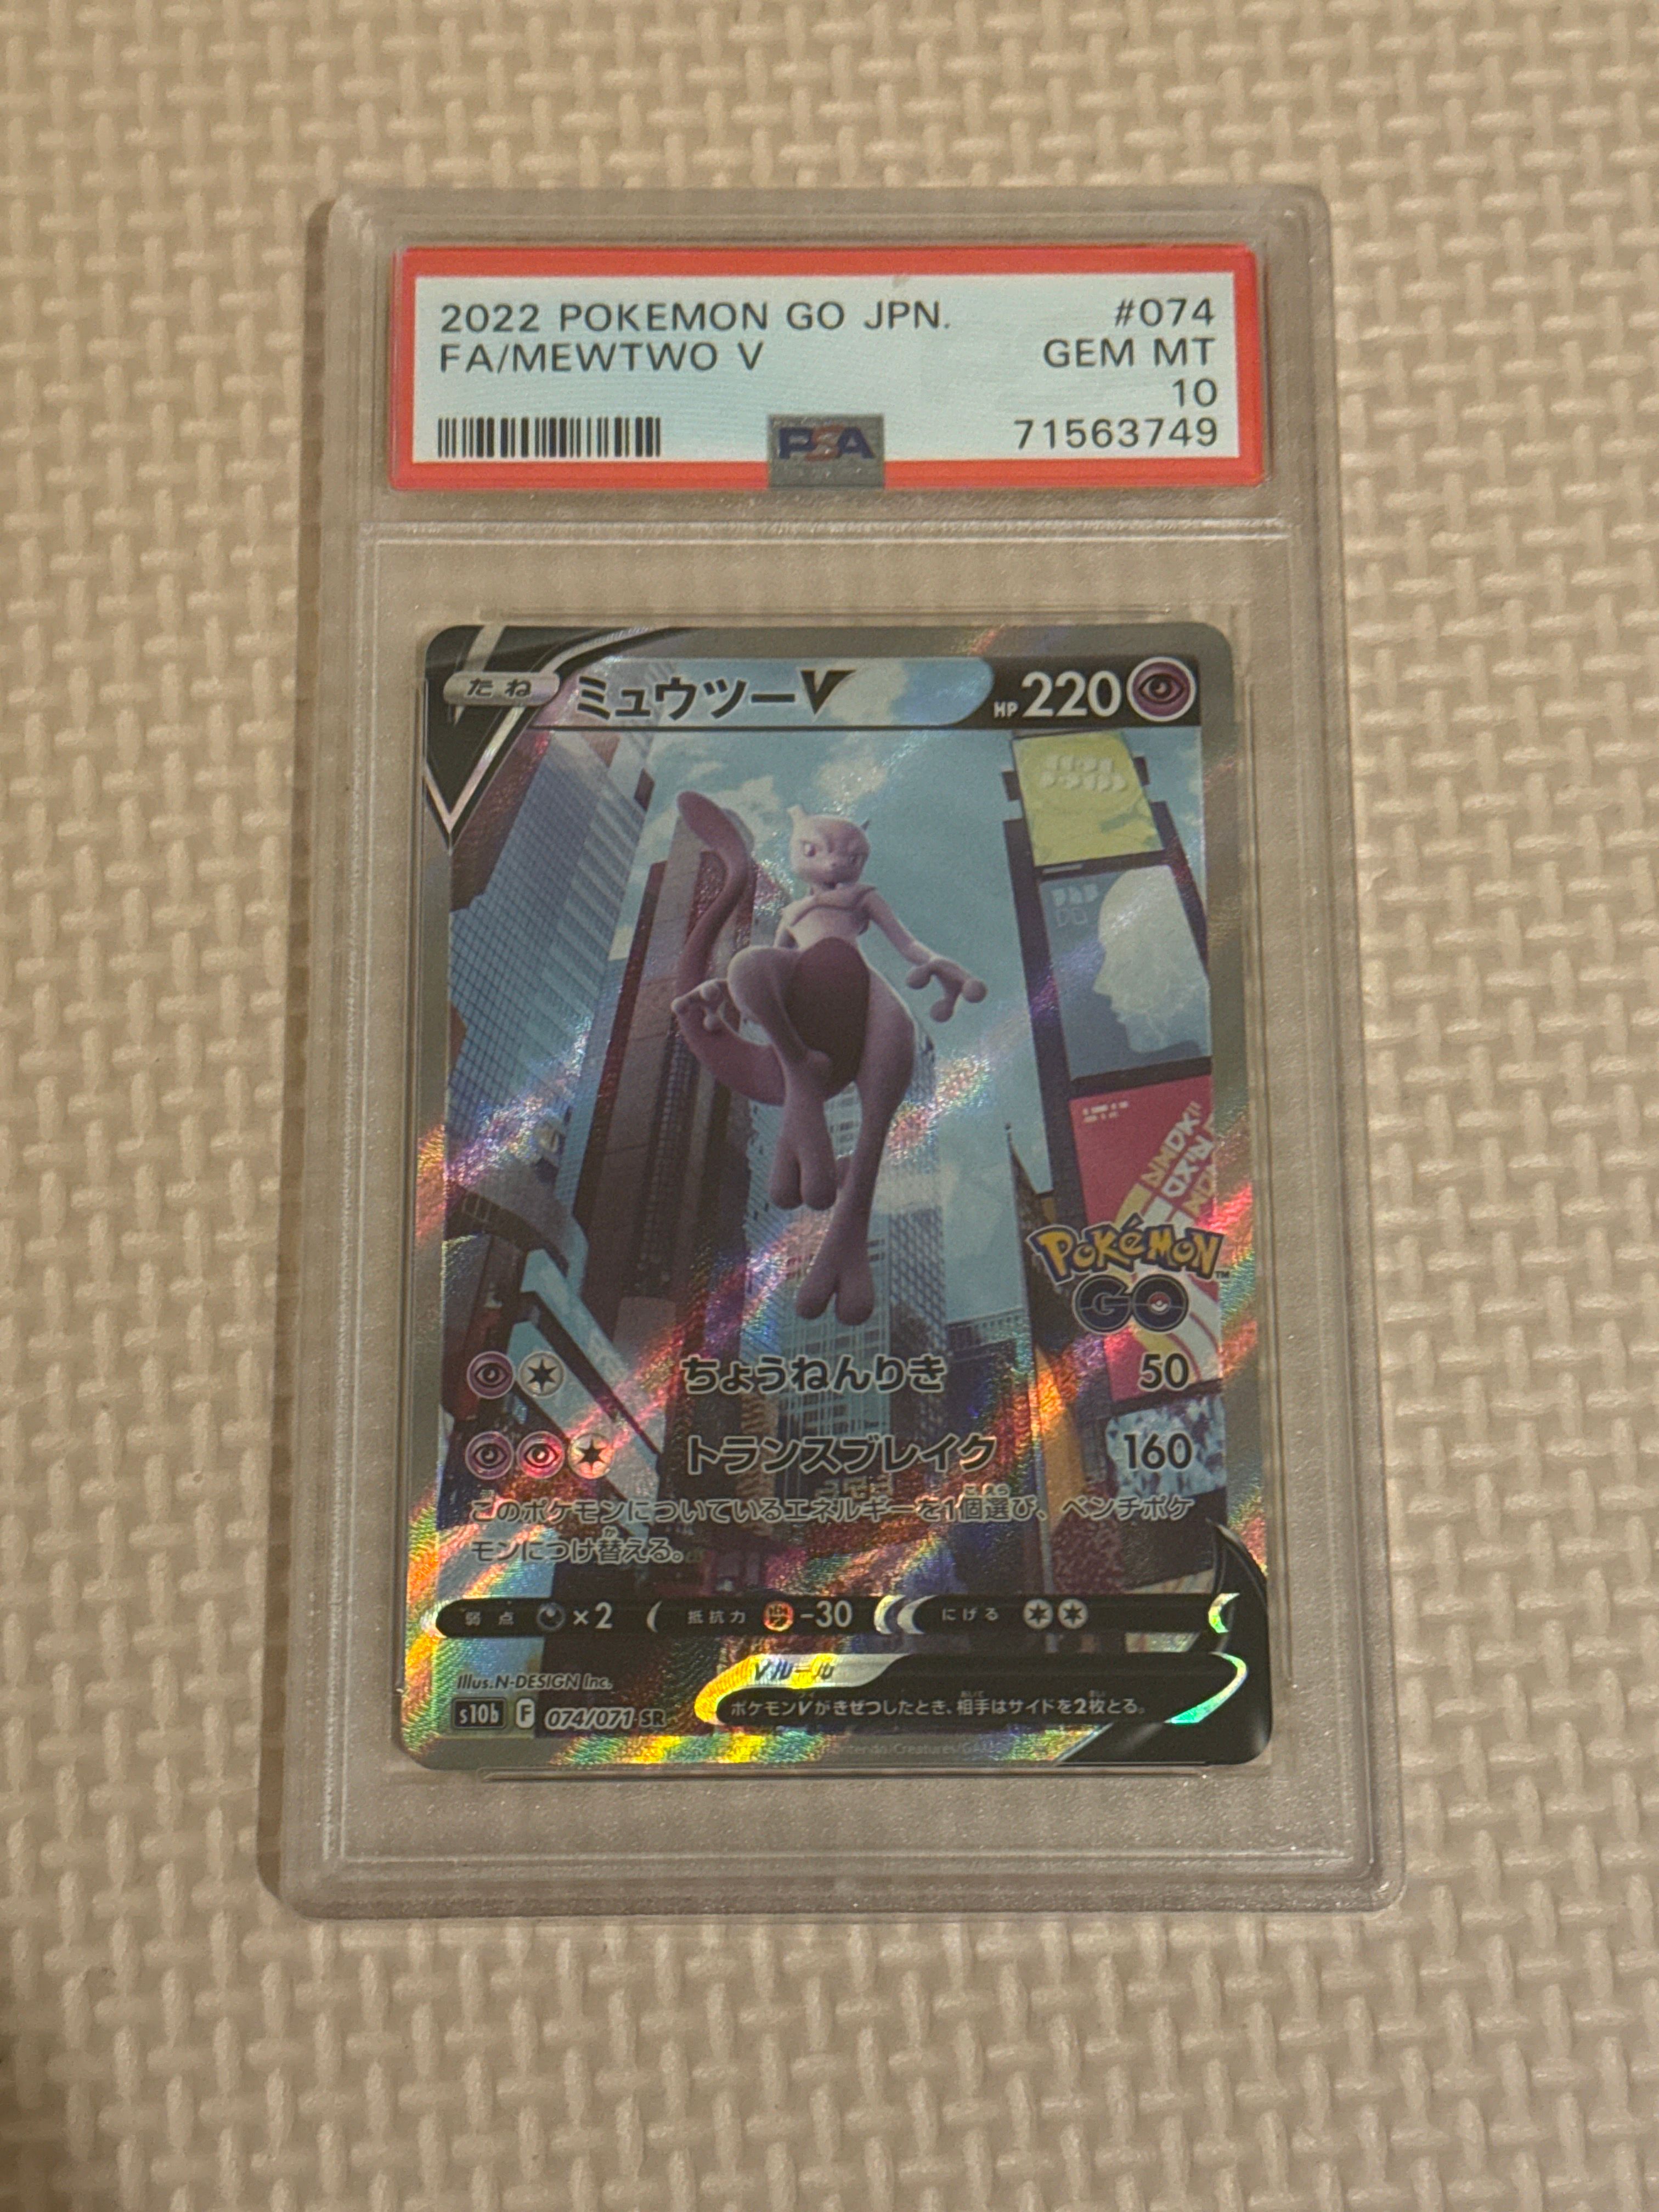 2022 POKEMON GO JPN. #074
FA/MEWTWO V GEM MT
10
PSA 71563749
たね ミュウツーV HP 220
POKéMON
GO
ちょうねんりき 50
トランスブレイク 160
このポケモンについているエネルギーを1個選び、ベンチポケ
モンにつけ替える。
弱点 ×2 抵抗力 -30 にげる
Illus. N-DESIGN Inc.
Vルール
s10b F 074/071 SR ポケモンVがきぜつしたとき、相手はサイドを2枚とる。